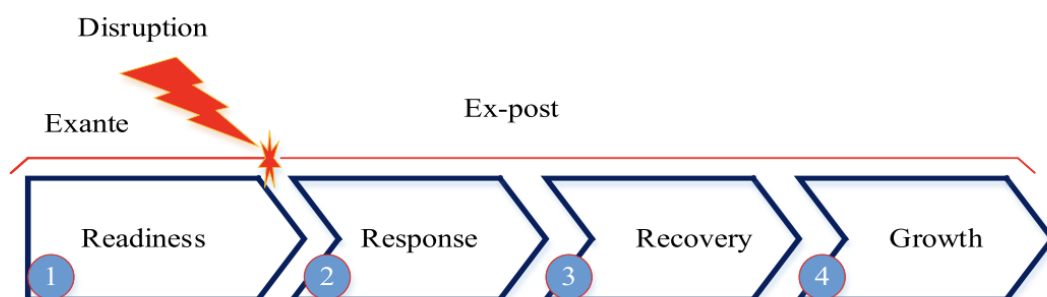 Disruption
Exante
Ex-post
Readiness
Response
Recovery
Growth
1
2
3
4